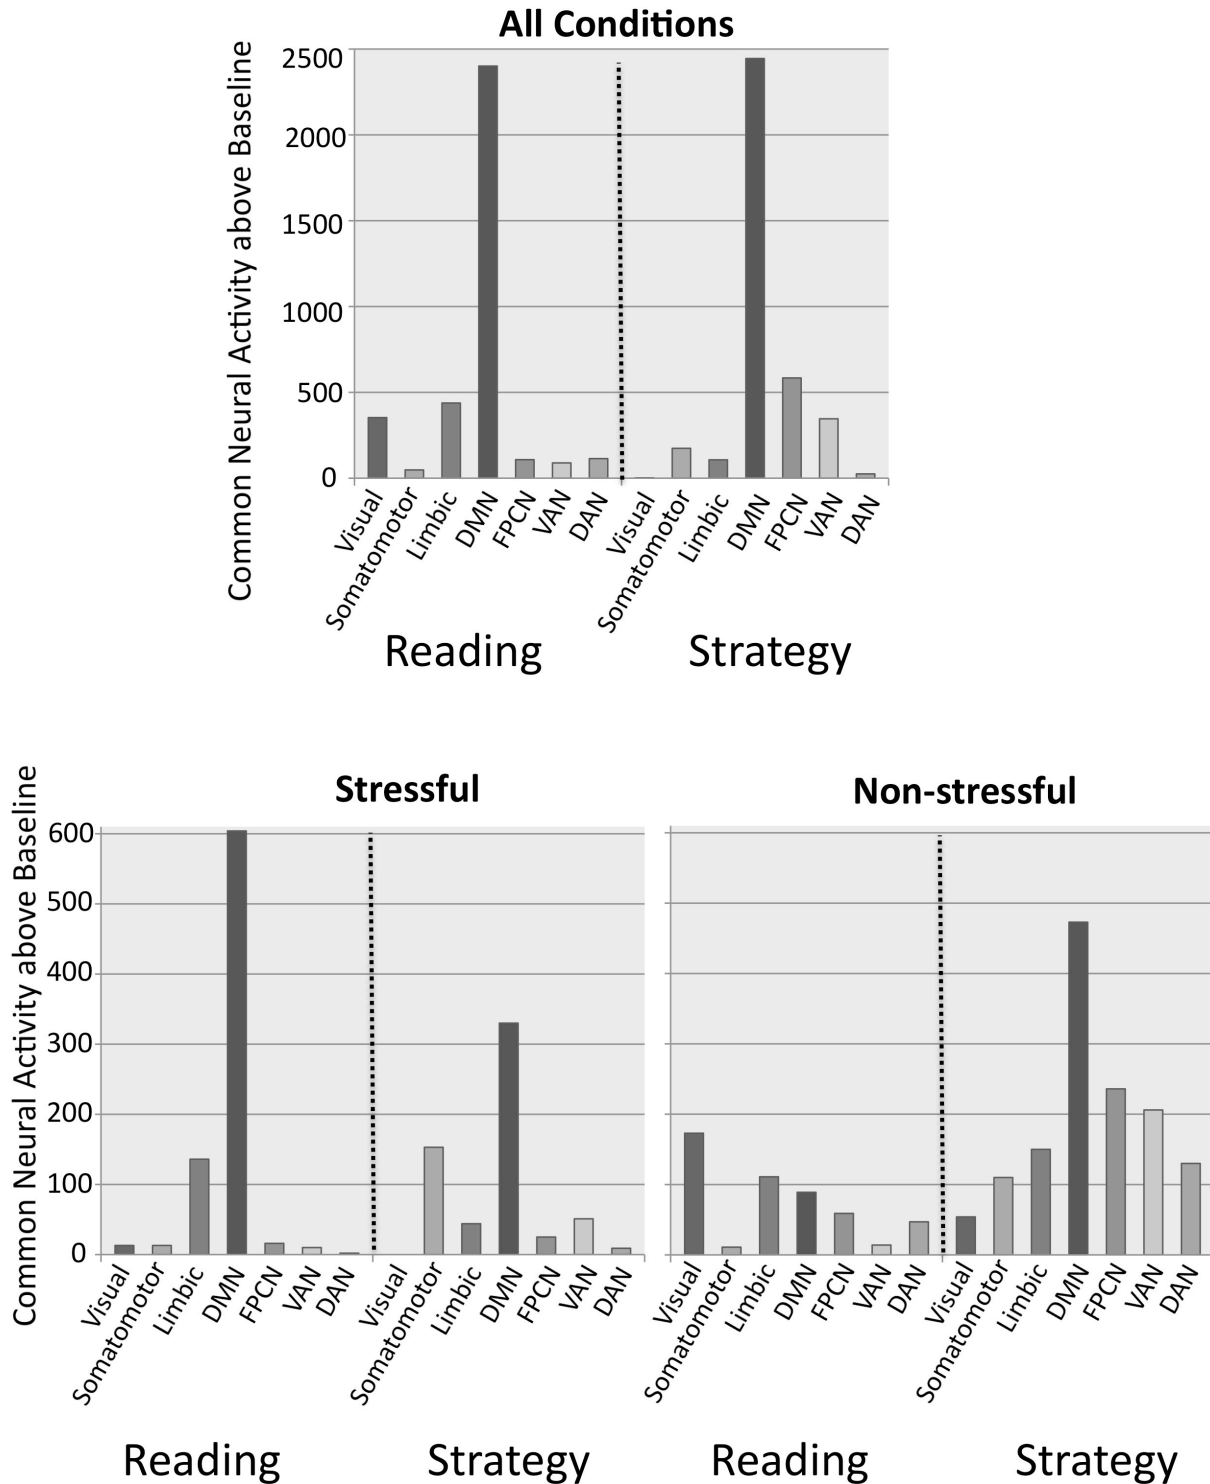 All Conditions
Common Neural Activity above Baseline
2500
2000
1500
1000
500
0
Visual
Somatomotor
Limbic
DMN
FPCN
VAN
DAN
Visual
Somatomotor
Limbic
DMN
FPCN
VAN
DAN
Reading
Strategy
Stressful
Non-stressful
Common Neural Activity above Baseline
600
500
400
300
200
100
0
Visual
Somatomotor
Limbic
DMN
FPCN
VAN
DAN
Visual
Somatomotor
Limbic
DMN
FPCN
VAN
DAN
Visual
Somatomotor
Limbic
DMN
FPCN
VAN
DAN
Visual
Somatomotor
Limbic
DMN
FPCN
VAN
DAN
Reading
Strategy
Reading
Strategy